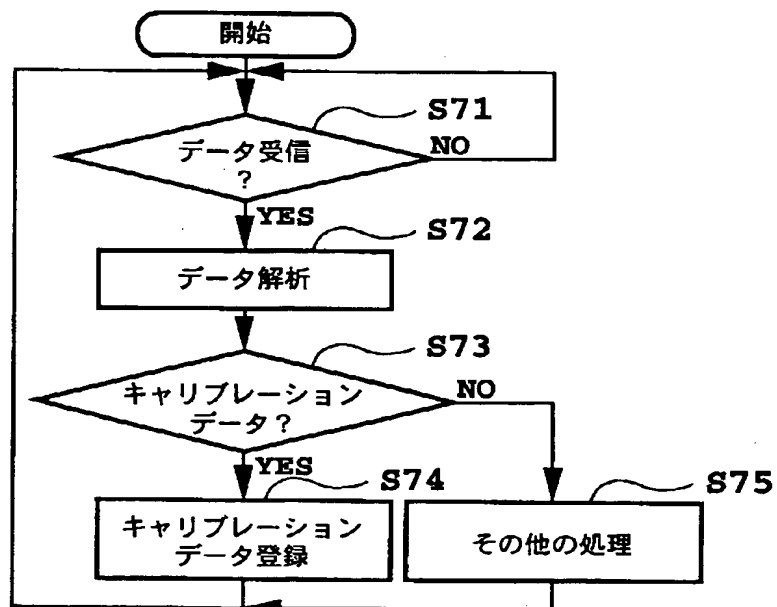 開始
S71
データ受信
?
NO
YES
S72
データ解析
S73
キャリブレーション
データ?
NO
YES
S74
キャリブレーション
データ登録
S75
その他の処理